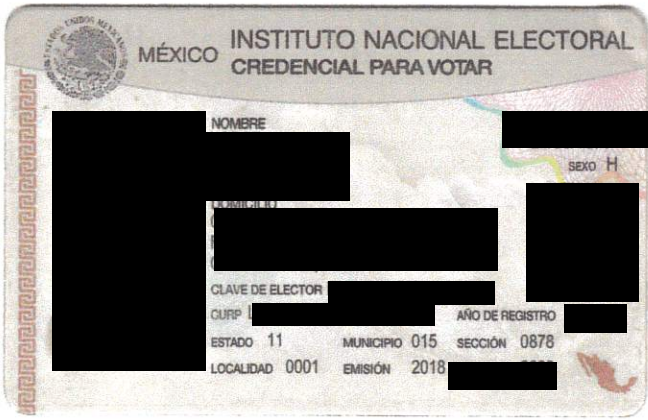 MÉXICO INSTITUTO NACIONAL ELECTORAL
CREDENCIAL PARA VOTAR
NOMBRE
SEXO H
DOMICILIO
CLAVE DE ELECTOR
CURP
AÑO DE REGISTRO
ESTADO 11 MUNICIPIO 015 SECCIÓN 0878
LOCALIDAD 0001 EMISIÓN 2018